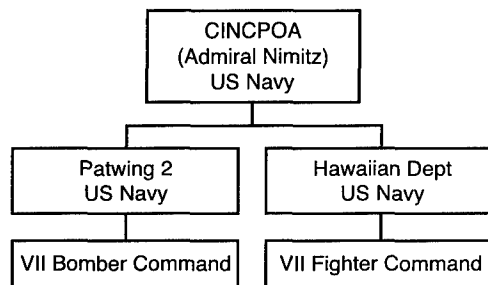 CINCPOA
(Admiral Nimitz)
US Navy
Patwing 2
US Navy
Hawaiian Dept
US Navy
VII Bomber Command
VII Fighter Command